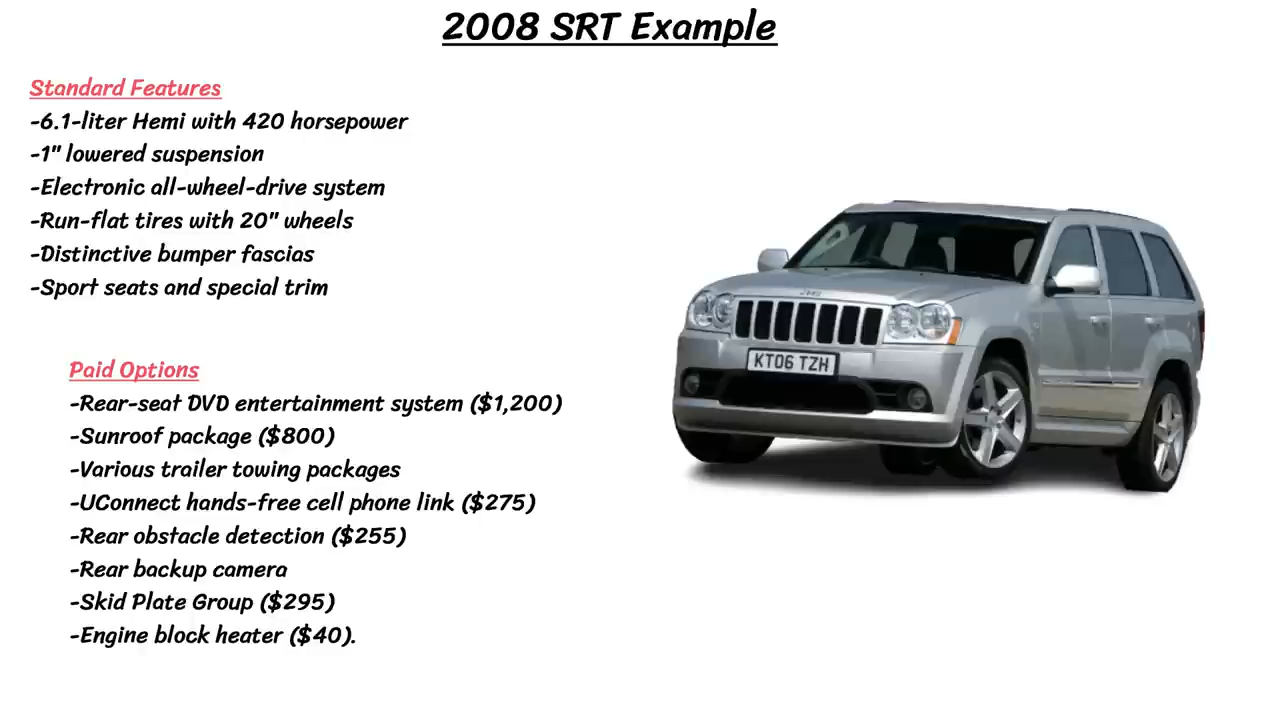 2008 SRT Example
Standard Features
-6.1-liter Hemi with 420 horsepower
-1" lowered suspension
-Electronic all-wheel-drive system
-Run-flat tires with 20" wheels
-Distinctive bumper fascias
-Sport seats and special trim
Paid Options
-Rear-seat DVD entertainment system ($1,200)
-Sunroof package ($800)
-Various trailer towing packages
-UConnect hands-free cell phone link ($275)
-Rear obstacle detection ($255)
-Rear backup camera
-Skid Plate Group ($295)
-Engine block heater ($40).
KT06 TZH